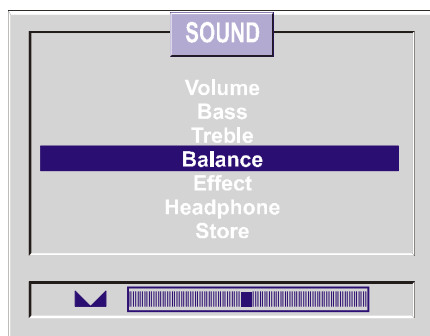 SOUND
Volume
Bass
Treble
Balance
Effect
Headphone
Store